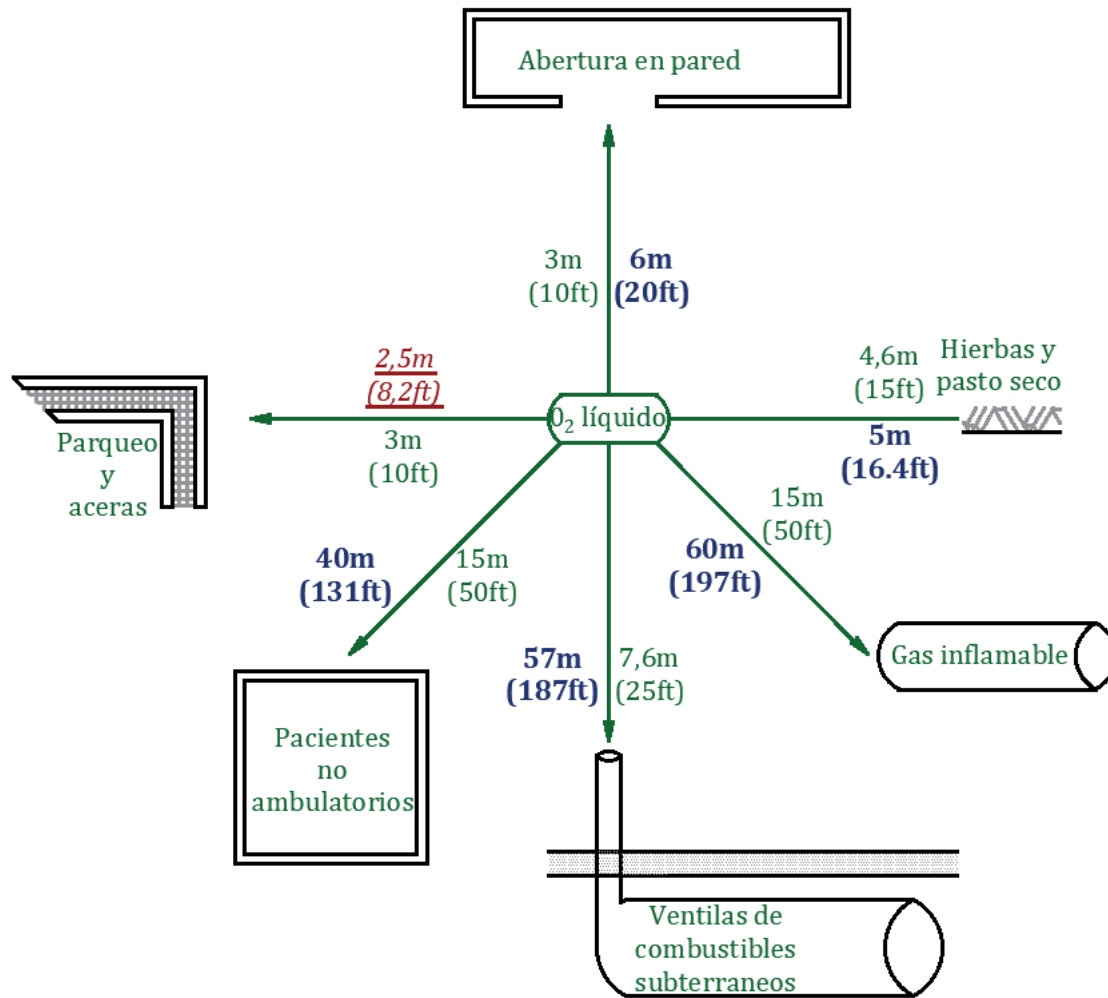 Abertura en pared
3m
(10ft)
6m
(20ft)
2,5m
(8,2ft)
3m
(10ft)
Parqueo
y
aceras
O₂ líquido
4,6m
(15ft)
Hierbas y
pasto seco
5m
(16.4ft)
40m
(131ft)
15m
(50ft)
60m
(197ft)
15m
(50ft)
57m
(187ft)
7,6m
(25ft)
Gas inflamable
Pacientes
no
ambulatorios
Ventilas de
combustibles
subterraneos